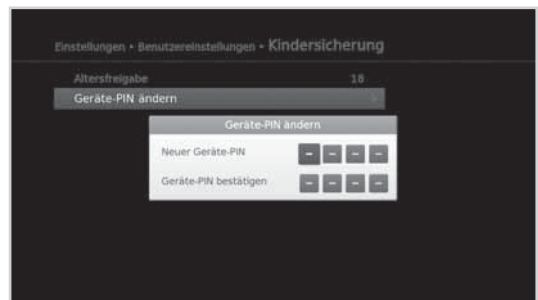 Einstellungen • Benutzereinstellungen • Kindersicherung
Altersfreigabe 18
Geräte-PIN ändern
Geräte-PIN ändern
Neuer Geräte-PIN – – – –
Geräte-PIN bestätigen – – – –